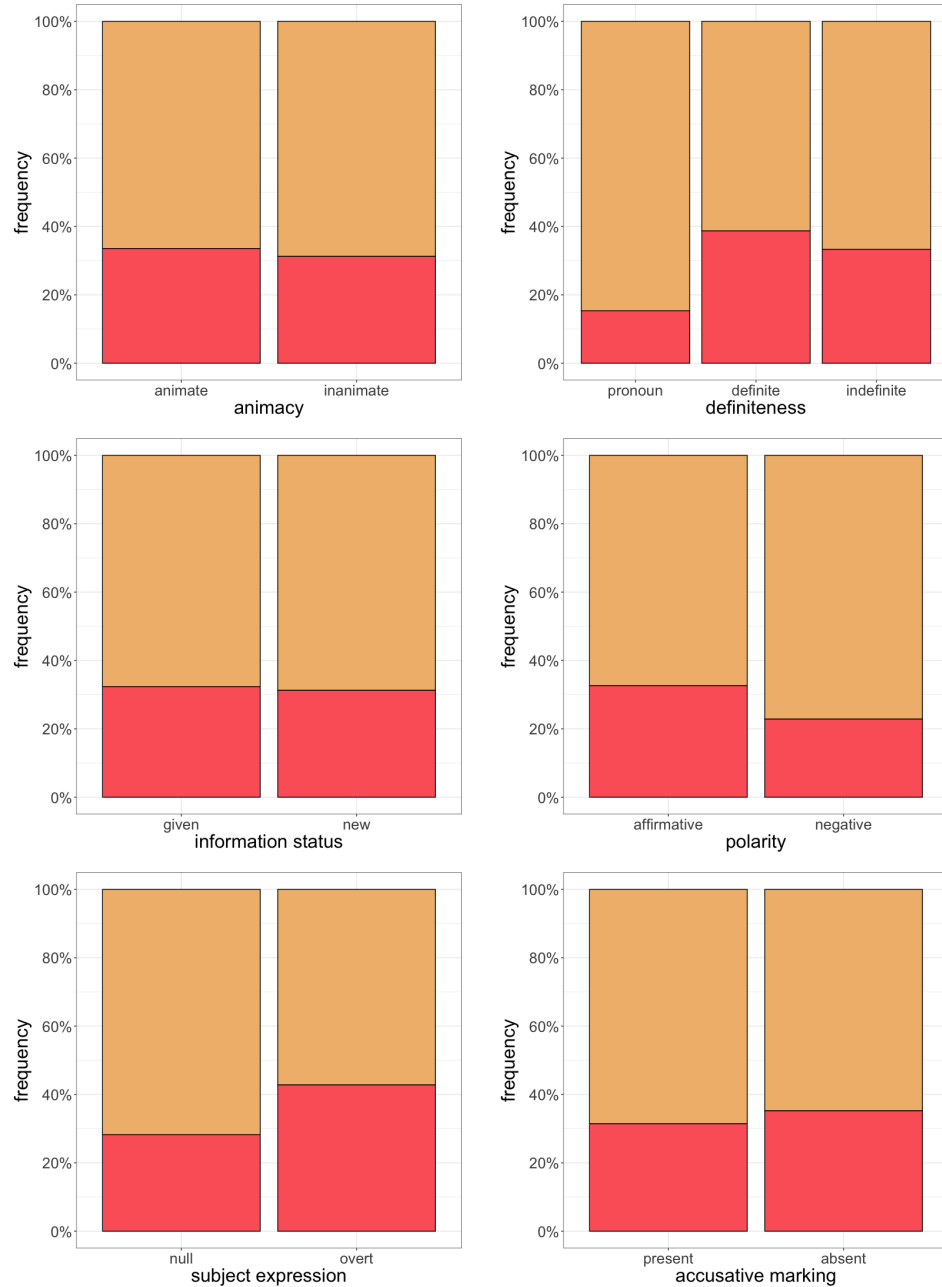 100%
80%
60%
40%
20%
0%
frequency
animate inanimate
animacy
100%
80%
60%
40%
20%
0%
frequency
pronoun definite indefinite
definiteness
100%
80%
60%
40%
20%
0%
frequency
given new
information status
100%
80%
60%
40%
20%
0%
frequency
affirmative negative
polarity
100%
80%
60%
40%
20%
0%
frequency
null overt
subject expression
100%
80%
60%
40%
20%
0%
frequency
present absent
accusative marking